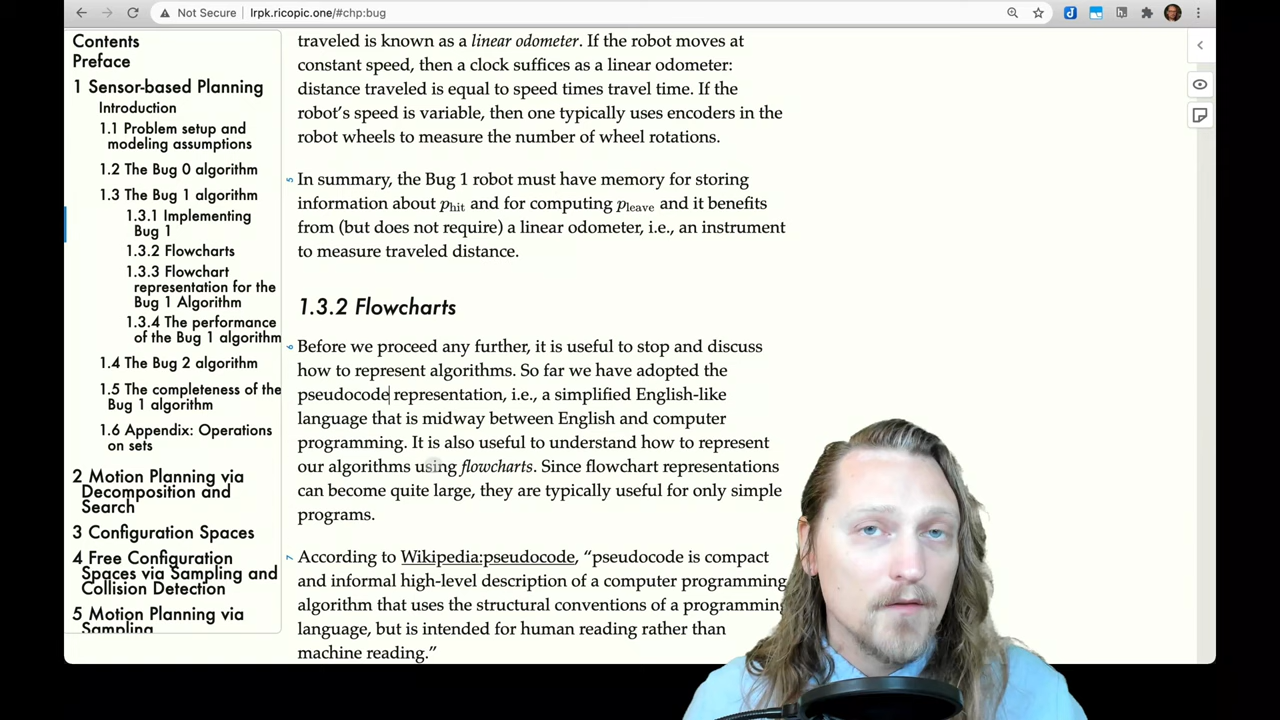 Not Secure
lrpk.ricopic.one/#chp:bug
Contents
Preface
1 Sensor-based Planning
Introduction
1.1 Problem setup and
modeling assumptions
1.2 The Bug 0 algorithm
1.3 The Bug 1 algorithm
1.3.1 Implementing
Bug 1
1.3.2 Flowcharts
1.3.3 Flowchart
representation for the
Bug 1 Algorithm
1.3.4 The performance
of the Bug 1 algorithm
1.4 The Bug 2 algorithm
1.5 The completeness of the
Bug 1 algorithm
1.6 Appendix: Operations
on sets
2 Motion Planning via
Decomposition and
Search
3 Configuration Spaces
4 Free Configuration
Spaces via Sampling and
Collision Detection
5 Motion Planning via
Sampling
traveled is known as a linear odometer. If the robot moves at
constant speed, then a clock suffices as a linear odometer:
distance traveled is equal to speed times travel time. If the
robot's speed is variable, then one typically uses encoders in the
robot wheels to measure the number of wheel rotations.
5 In summary, the Bug 1 robot must have memory for storing
information about p_hit and for computing p_leave and it benefits
from (but does not require) a linear odometer, i.e., an instrument
to measure traveled distance.
1.3.2 Flowcharts
6 Before we proceed any further, it is useful to stop and discuss
how to represent algorithms. So far we have adopted the
pseudocode representation, i.e., a simplified English-like
language that is midway between English and computer
programming. It is also useful to understand how to represent
our algorithms using flowcharts. Since flowchart representations
can become quite large, they are typically useful for only simple
programs.
7 According to Wikipedia:pseudocode, “pseudocode is compact
and informal high-level description of a computer programming
algorithm that uses the structural conventions of a programming
language, but is intended for human reading rather than
machine reading.”